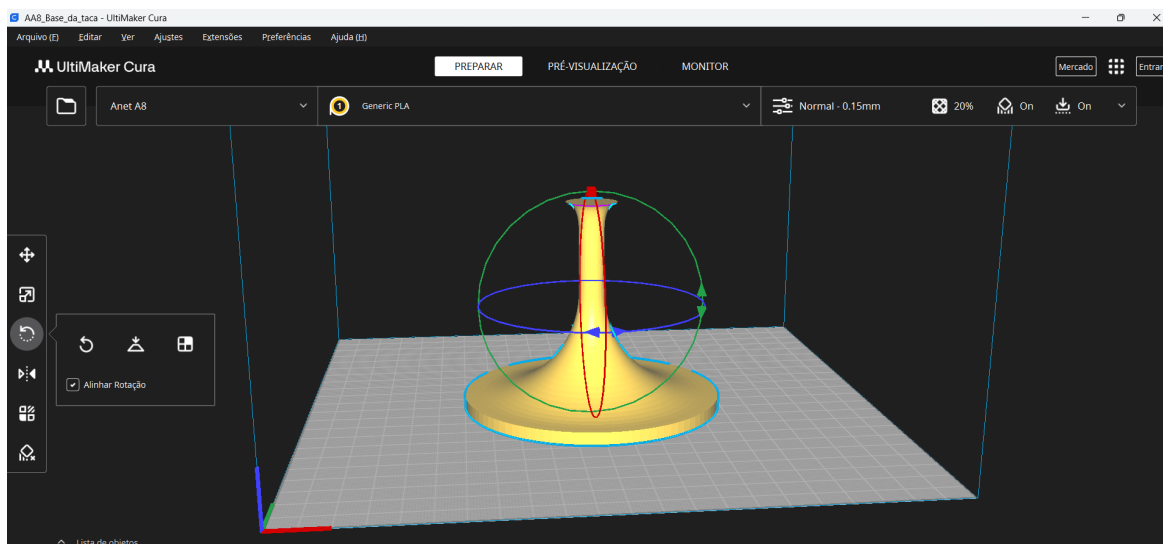 AA8_Base_da_taca - UltiMaker Cura
Arquivo (F) Editar Ver Ajustes Extensões Preferências Ajuda (H)
UltiMaker Cura PREPARAR PRÉ-VISUALIZAÇÃO MONITOR Mercado Entrar
Anet A8 1 Generic PLA Normal - 0.15mm 20% On On
Alinhar Rotação
Lista de objetos